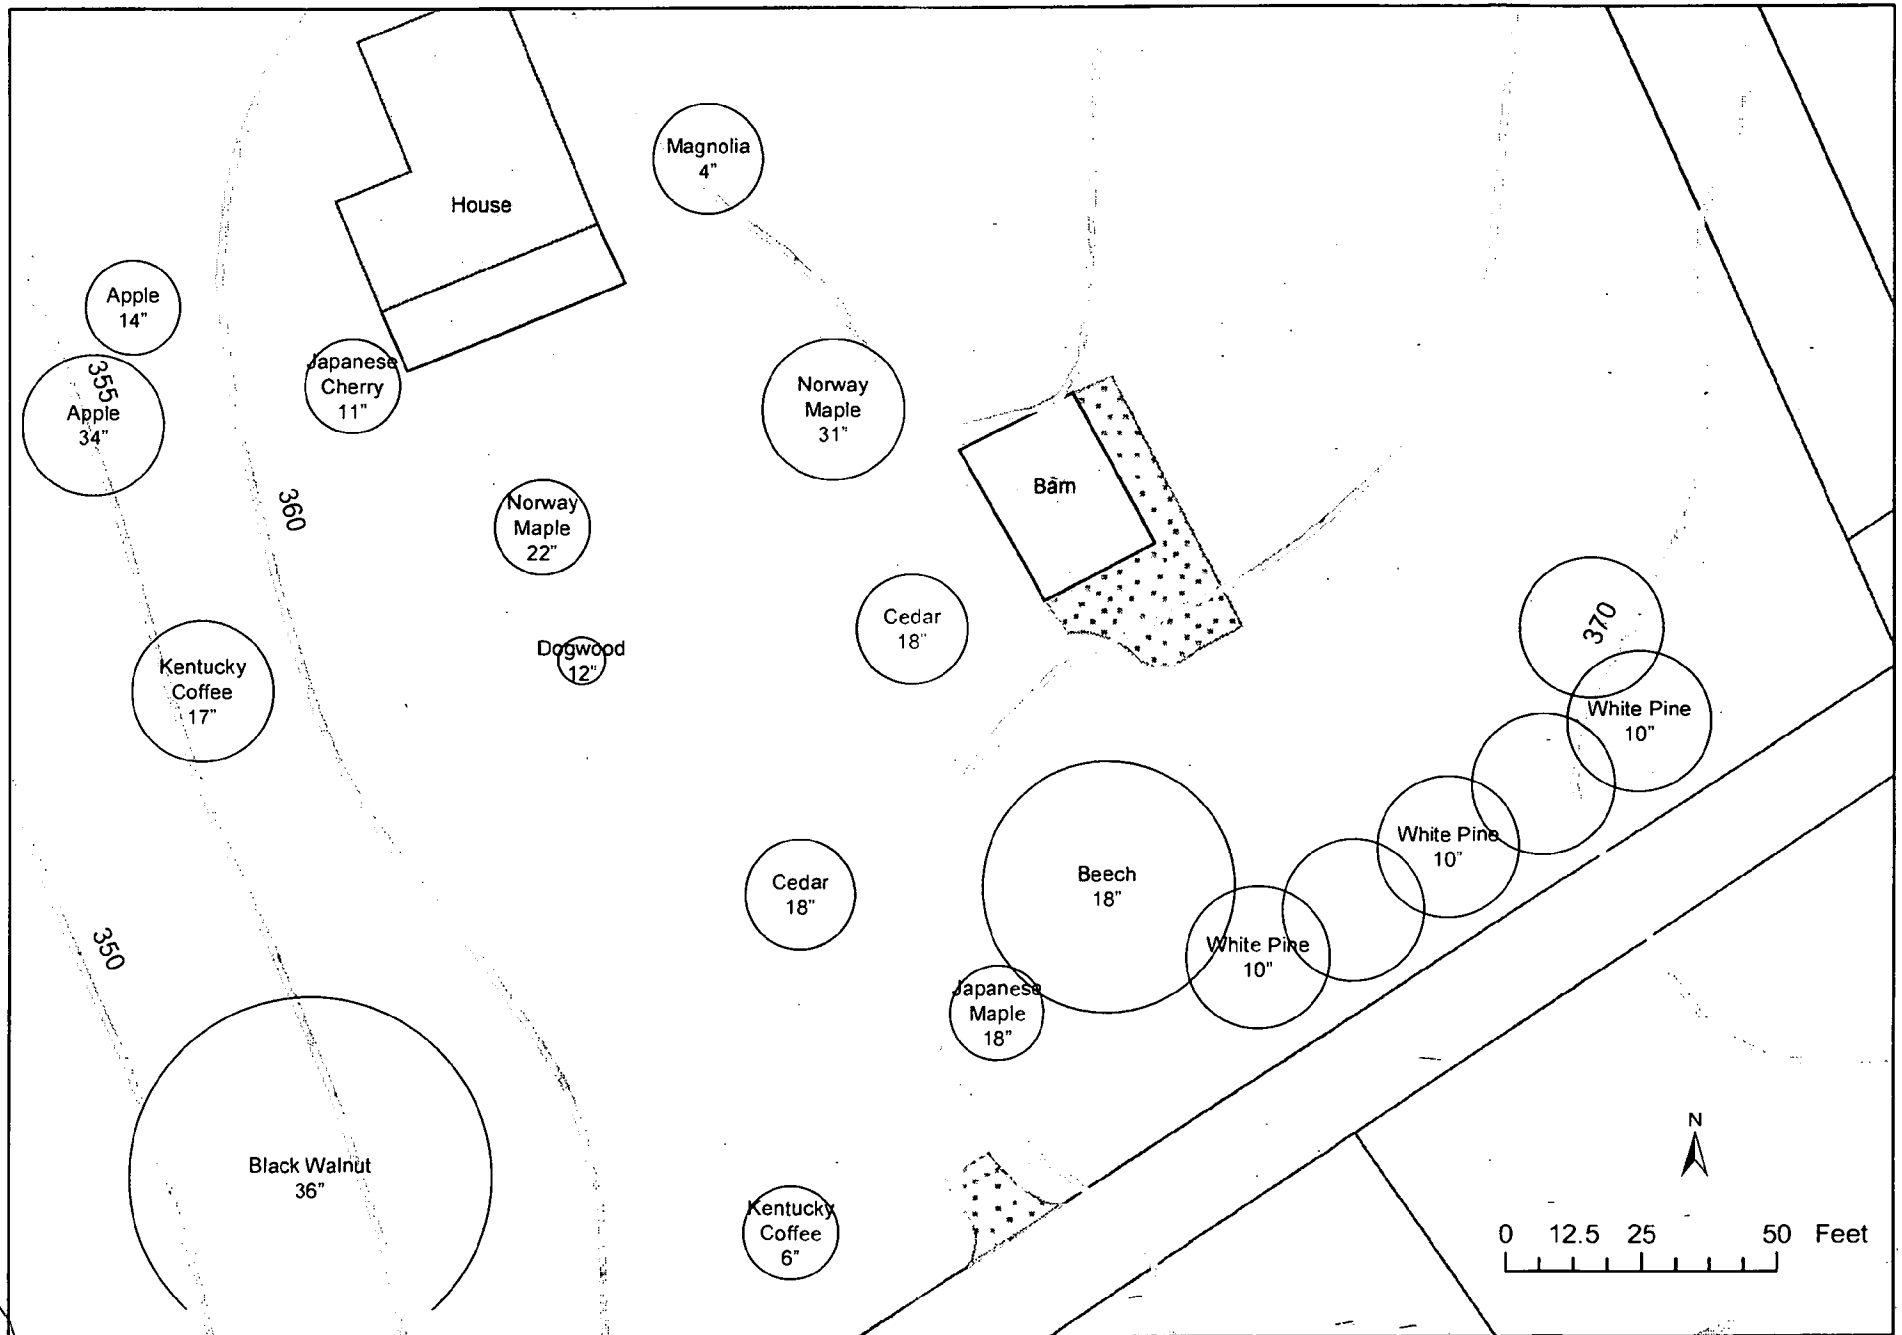 Magnolia
4"
House
Apple
14"
355
Apple
34"
Japanese
Cherry
11"
Norway
Maple
31"
Barn
360
Norway
Maple
22"
Cedar
18"
Dogwood
12"
370
Kentucky
Coffee
17"
White Pine
10"
White Pine
10"
Cedar
18"
Beech
18"
350
White Pine
10"
Japanese
Maple
18"
N
Black Walnut
36"
Kentucky
Coffee
6"
0 12.5 25 50 Feet